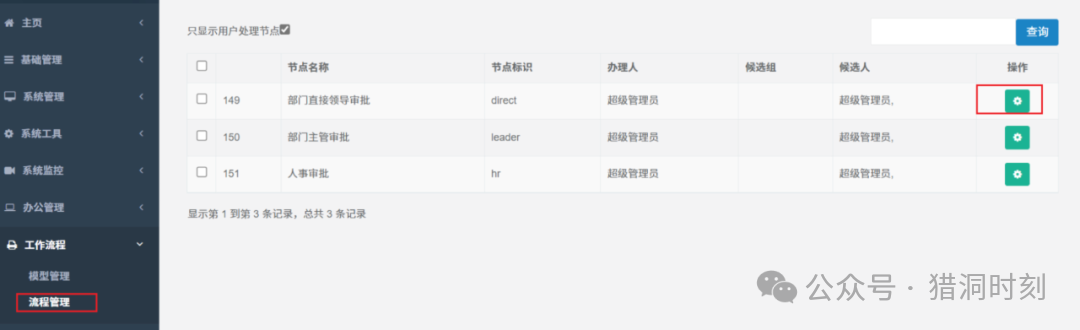 主页
基础管理
系统管理
系统工具
系统监控
办公管理
工作流程
模型管理
流程管理
只显示用户处理节点
查询
节点名称 节点标识 办理人 候选组 候选人 操作
149 部门直接领导审批 direct 超级管理员 超级管理员,
150 部门主管审批 leader 超级管理员 超级管理员,
151 人事审批 hr 超级管理员 超级管理员,
显示第 1 到第 3 条记录，总共 3 条记录
公众号 · 猎洞时刻